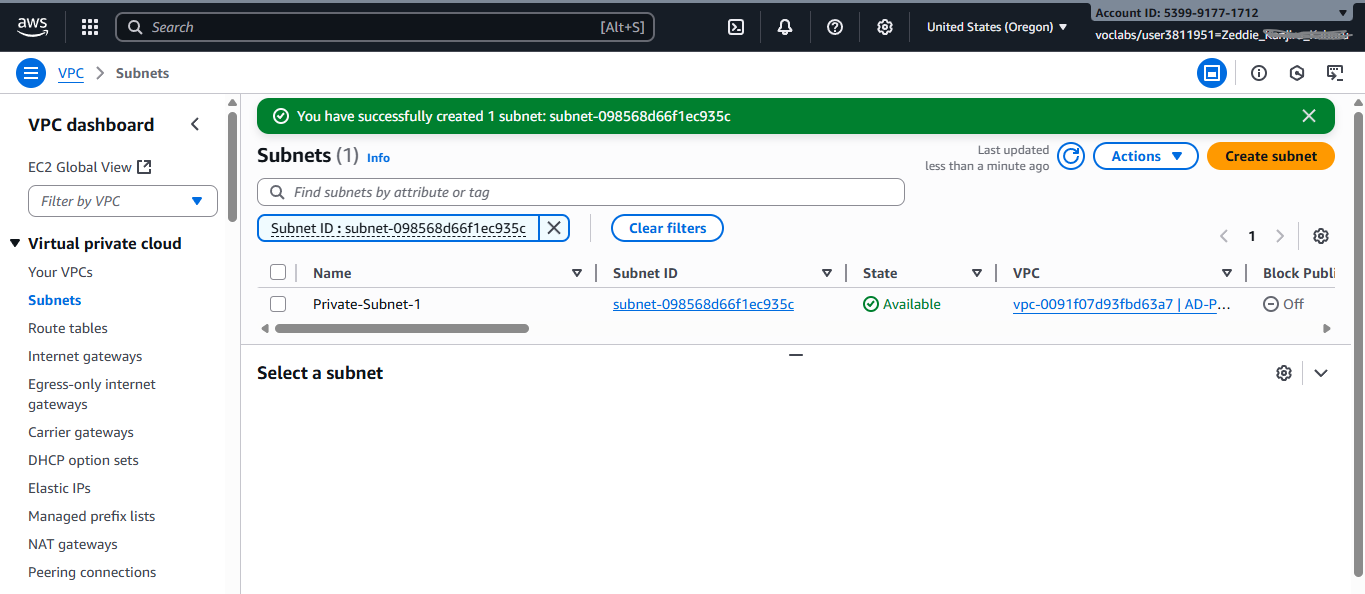 aws
Search [Alt+S]
United States (Oregon)
Account ID: 5399-9177-1712
voclabs/user3811951=Zeddie_
VPC
Subnets
VPC dashboard
EC2 Global View
Filter by VPC
Virtual private cloud
Your VPCs
Subnets
Route tables
Internet gateways
Egress-only internet
gateways
Carrier gateways
DHCP option sets
Elastic IPs
Managed prefix lists
NAT gateways
Peering connections
You have successfully created 1 subnet: subnet-098568d66f1ec935c
Subnets (1) Info
Last updated
less than a minute ago
Actions
Create subnet
Find subnets by attribute or tag
Subnet ID : subnet-098568d66f1ec935c
Clear filters
1
Name Subnet ID State VPC Block Publi
Private-Subnet-1 subnet-098568d66f1ec935c Available vpc-0091f07d93fbd63a7 | AD-P... Off
Select a subnet